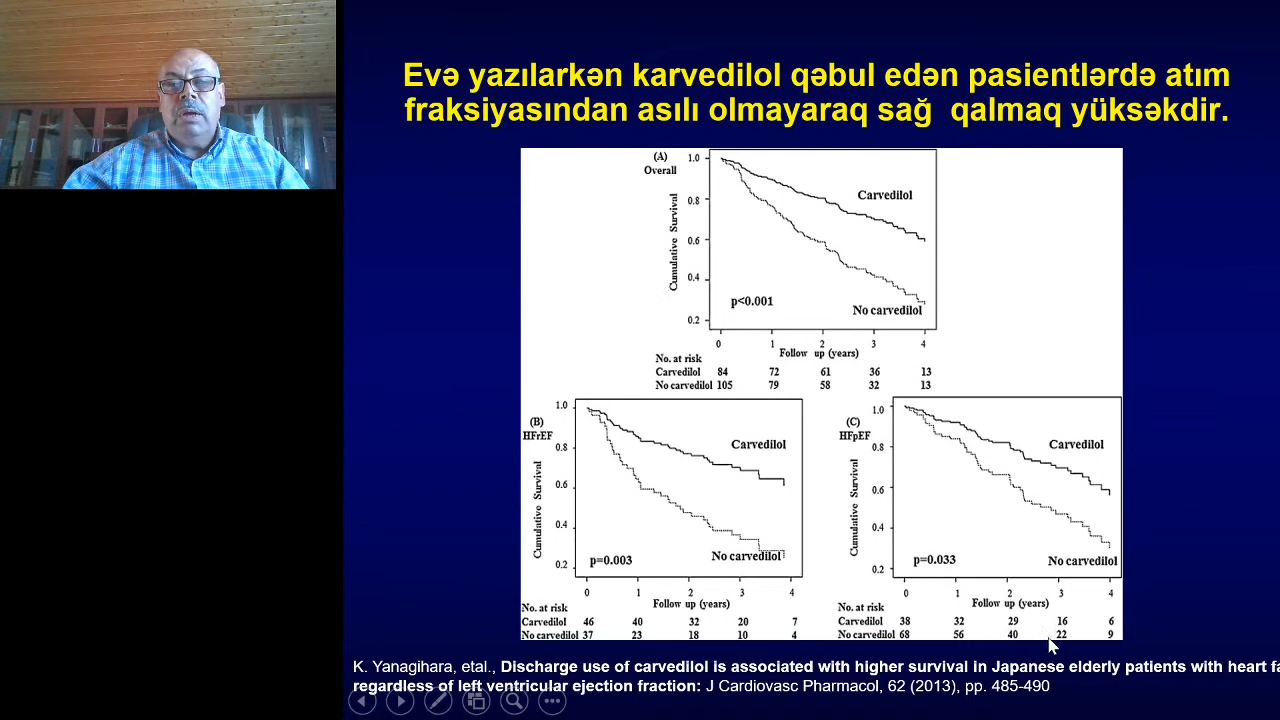 Evə yazılarkən karvedilol qəbul edən pasientlərdə atım
fraksiyasından asılı olmayaraq sağ qalmaq yüksəkdir.
(A)
Overall
Cumulative Survival
1.0
0.8
0.6
0.4
0.2
Carvedilol
No carvedilol
p<0.001
0 1 2 3 4
Follow up (years)
No. at risk
Carvedilol 84 72 61 36 13
No carvedilol 105 79 58 32 13
(B)
HFrEF
Cumulative Survival
1.0
0.8
0.6
0.4
0.2
Carvedilol
No carvedilol
p=0.003
0 1 2 3 4
Follow up (years)
No. at risk
Carvedilol 46 40 32 20 7
No carvedilol 37 23 18 10 4
(C)
HFpEF
Cumulative Survival
1.0
0.8
0.6
0.4
0.2
Carvedilol
No carvedilol
p=0.033
0 1 2 3 4
Follow up (years)
No. at risk
Carvedilol 38 32 29 16 6
No carvedilol 68 56 40 22 9
K. Yanagihara, etal., Discharge use of carvedilol is associated with higher survival in Japanese elderly patients with heart fa
regardless of left ventricular ejection fraction: J Cardiovasc Pharmacol, 62 (2013), pp. 485-490